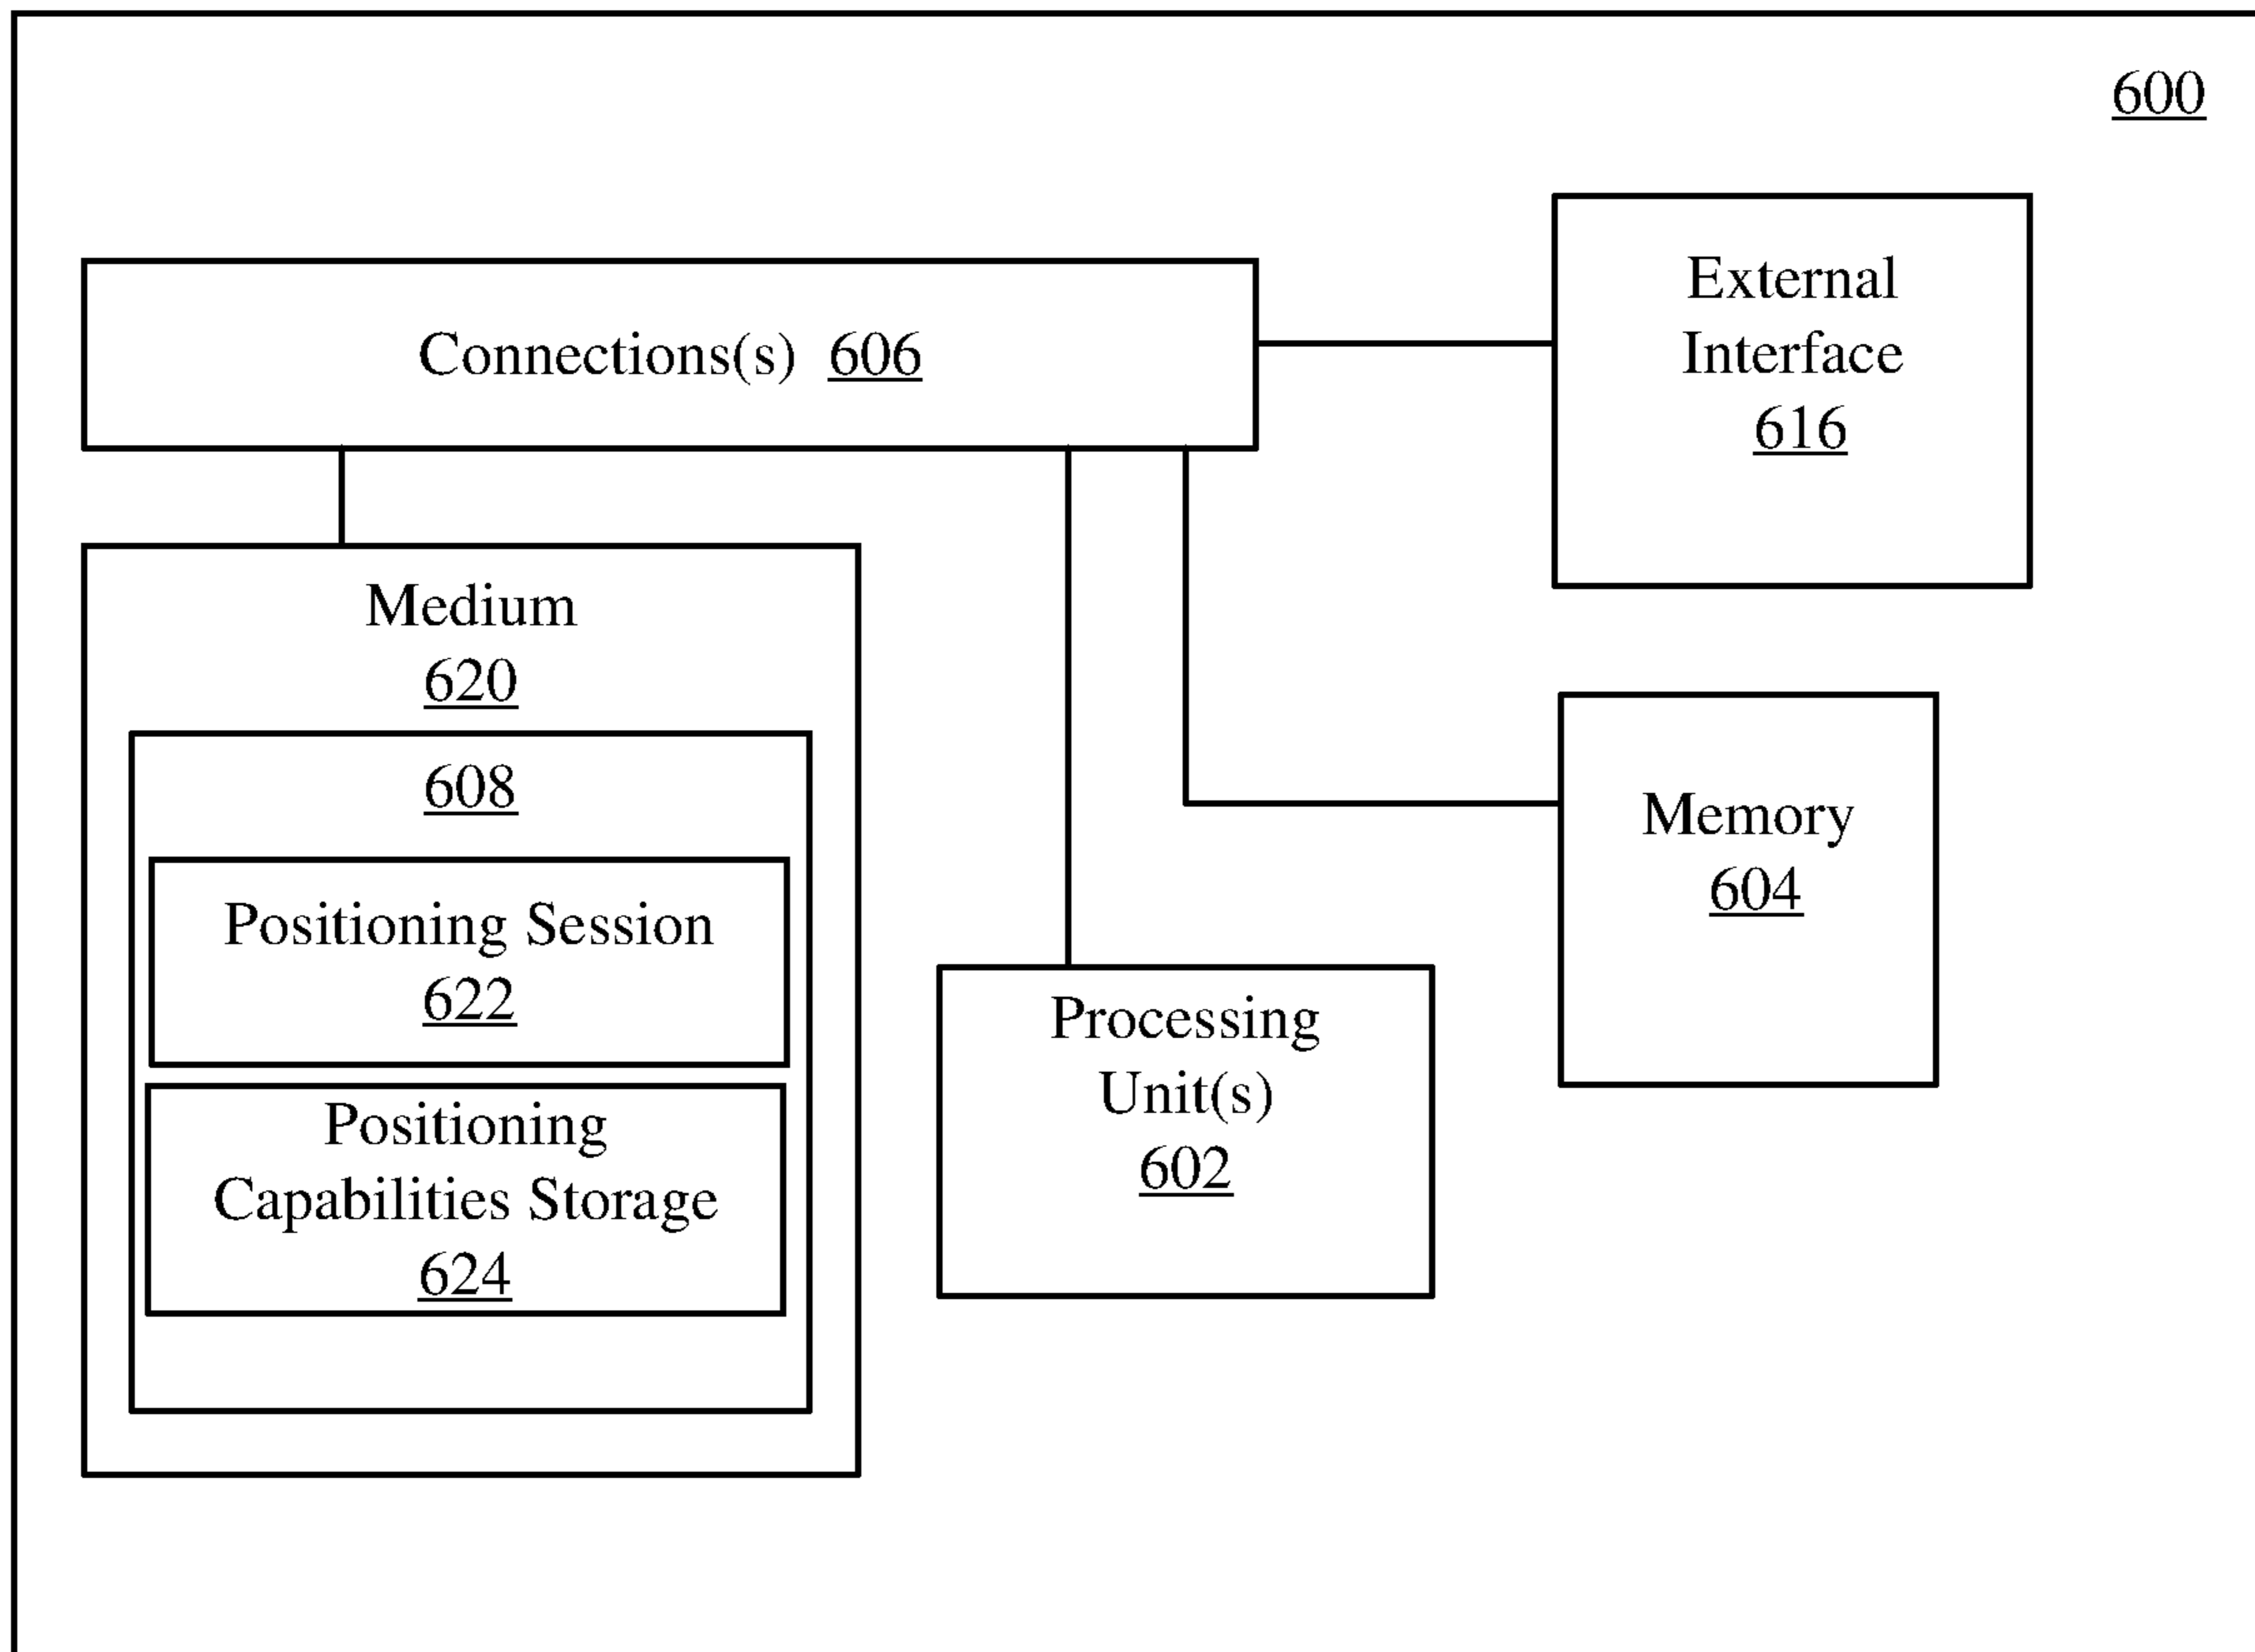 600
Connections(s) 606
External
Interface
616
Medium
620
608
Positioning Session
622
Positioning
Capabilities Storage
624
Processing
Unit(s)
602
Memory
604